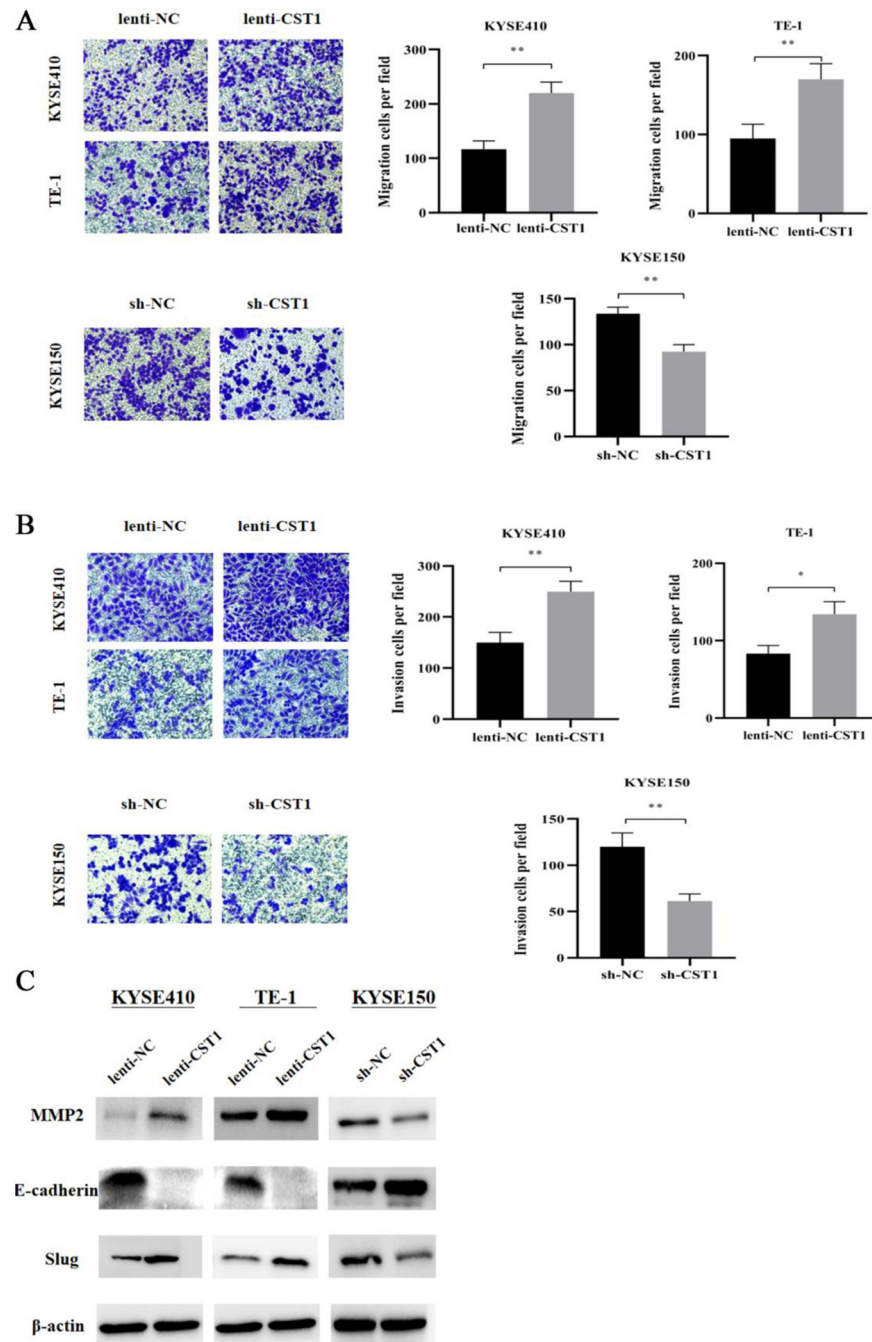 A
lenti-NC lenti-CST1
KYSE410
TE-1
KYSE410
Migration cells per field
300
200
100
0
**
lenti-NC lenti-CST1
TE-1
Migration cells per field
200
100
0
**
lenti-NC lenti-CST1
sh-NC sh-CST1
KYSE150
KYSE150
Migration cells per field
150
100
50
0
**
sh-NC sh-CST1
B
lenti-NC lenti-CST1
KYSE410
TE-1
KYSE410
Invasion cells per field
300
200
100
0
**
lenti-NC lenti-CST1
TE-1
Invasion cells per field
200
100
0
*
lenti-NC lenti-CST1
sh-NC sh-CST1
KYSE150
KYSE150
Invasion cells per field
150
100
50
0
**
sh-NC sh-CST1
C
KYSE410 TE-1 KYSE150
lenti-NC lenti-CST1 lenti-NC lenti-CST1 sh-NC sh-CST1
MMP2
E-cadherin
Slug
β-actin